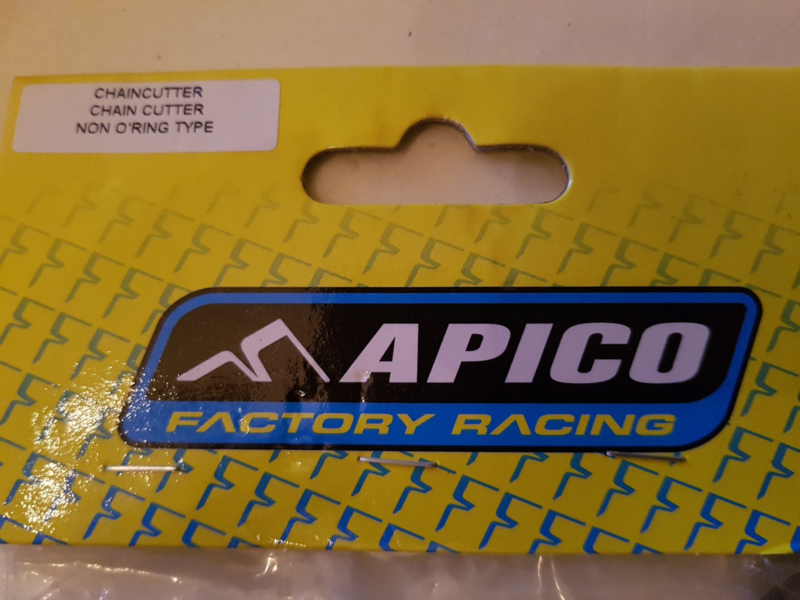 CHAINCUTTER
CHAIN CUTTER
NON O'RING TYPE
APICO
FACTORY RACING